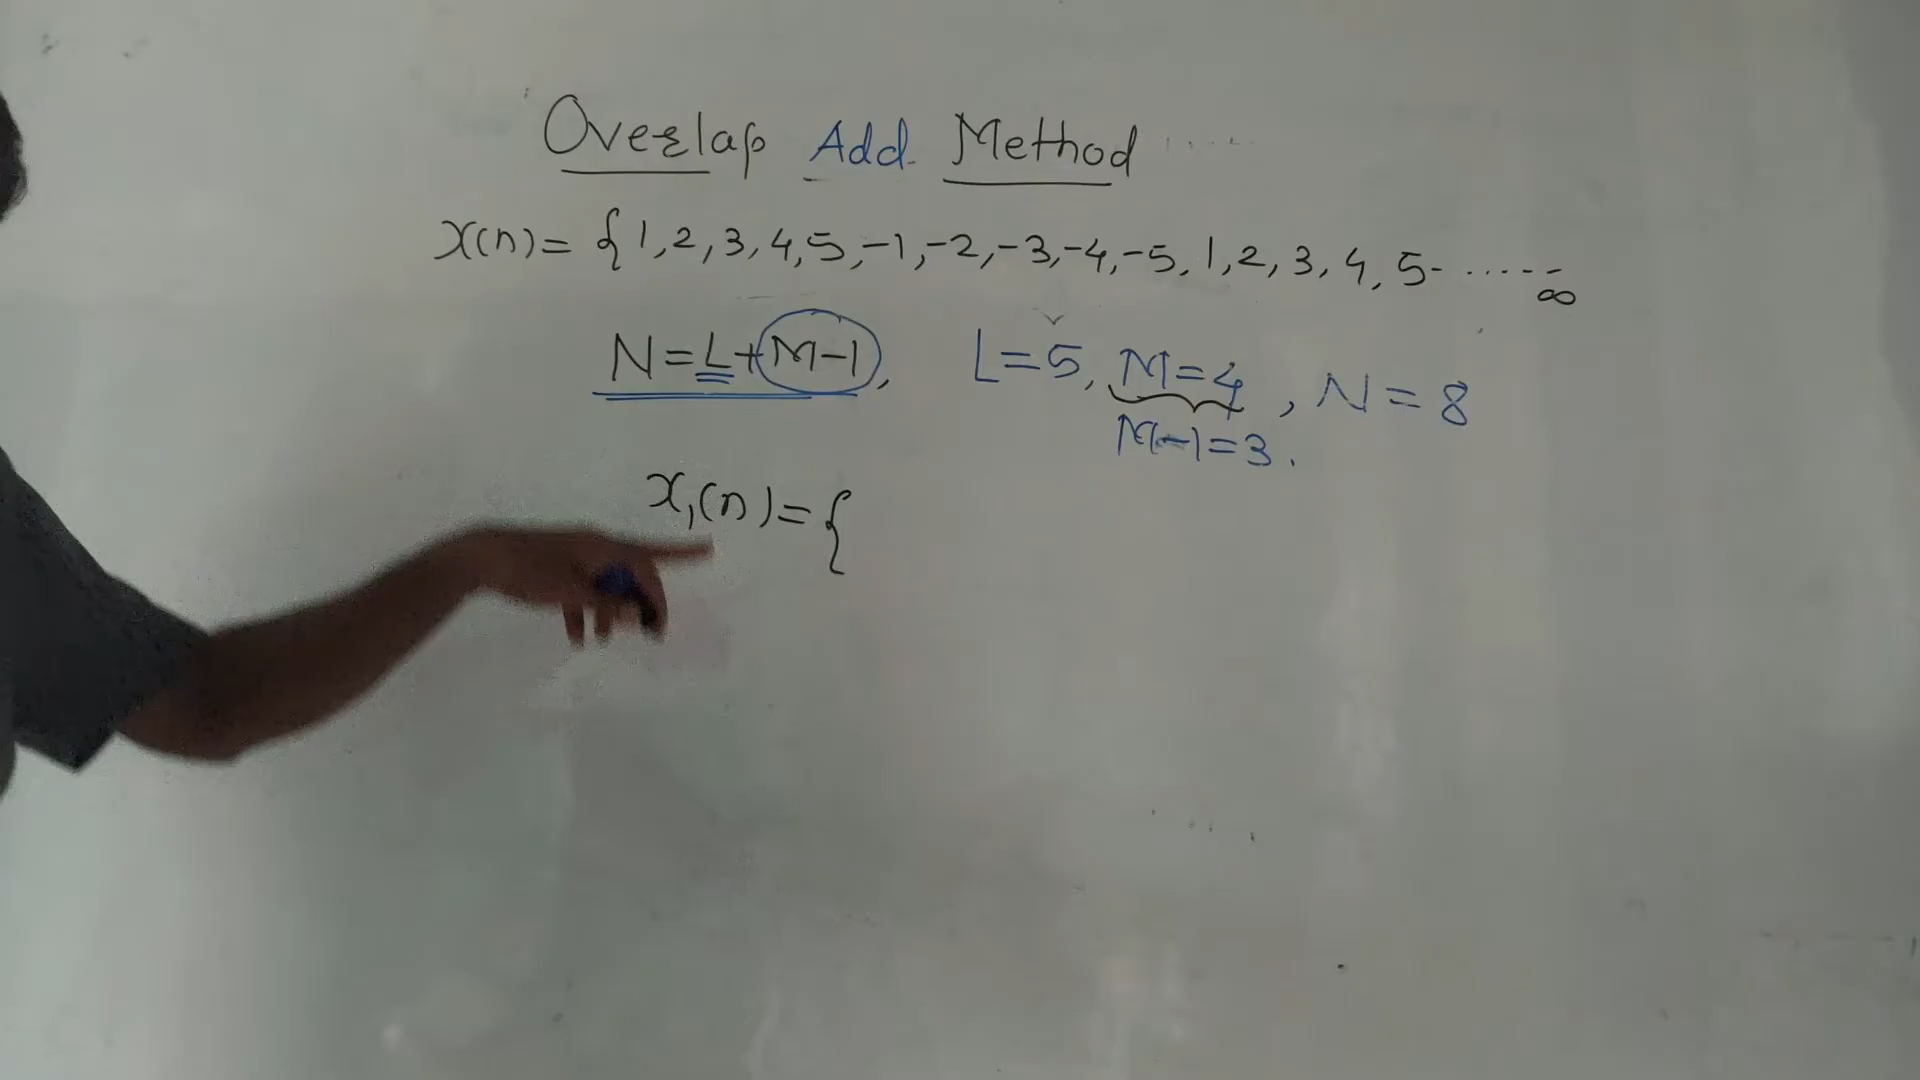 Overlap Add Method
x(n)= {1,2,3,4,5,-1,-2,-3,-4,-5,1,2,3,4,5-......∞
N=L+M-1, L=5, M=4, N=8
M-1=3.
x₁(n)={